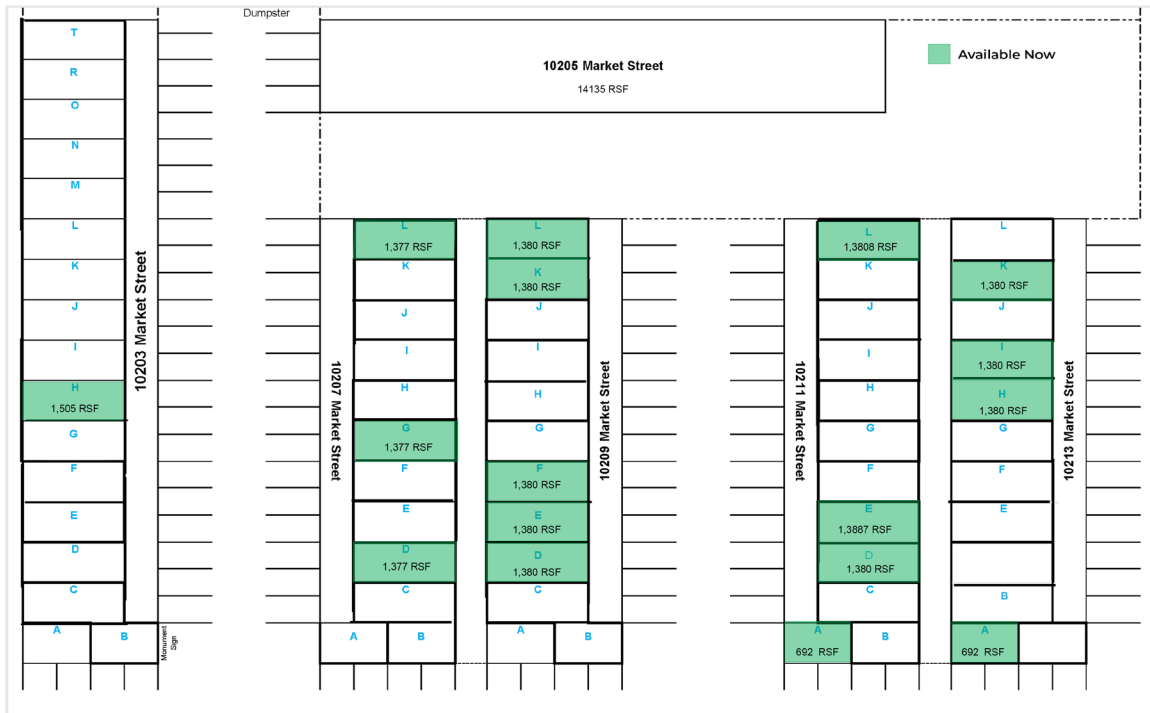 Dumpster
10205 Market Street
14135 RSF
Available Now
T
R
O
N
M
L
K
J
I
H
1,505 RSF
G
F
E
D
C
A
B
10203 Market Street
Monument
Sign
10207 Market Street
L
1,377 RSF
K
J
I
H
G
1,377 RSF
F
E
D
1,377 RSF
C
A
B
L
1,380 RSF
K
1,380 RSF
J
I
H
G
F
1,380 RSF
E
1,380 RSF
D
1,380 RSF
C
A
B
10209 Market Street
10211 Market Street
L
1,3808 RSF
K
J
I
H
G
F
E
1,3887 RSF
D
1,380 RSF
C
A
692 RSF
B
L
K
1,380 RSF
J
I
1,380 RSF
H
1,380 RSF
G
F
E
B
A
692 RSF
10213 Market Street